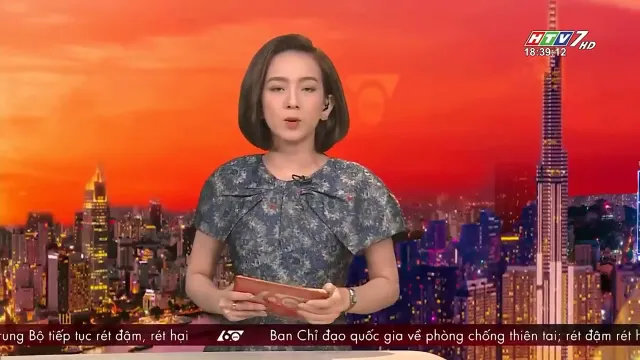 HTV7 HD
18:39:12
rung Bộ tiếp tục rét đậm, rét hại 60 Ban Chỉ đạo quốc gia về phòng chống thiên tai; rét đậm rét h